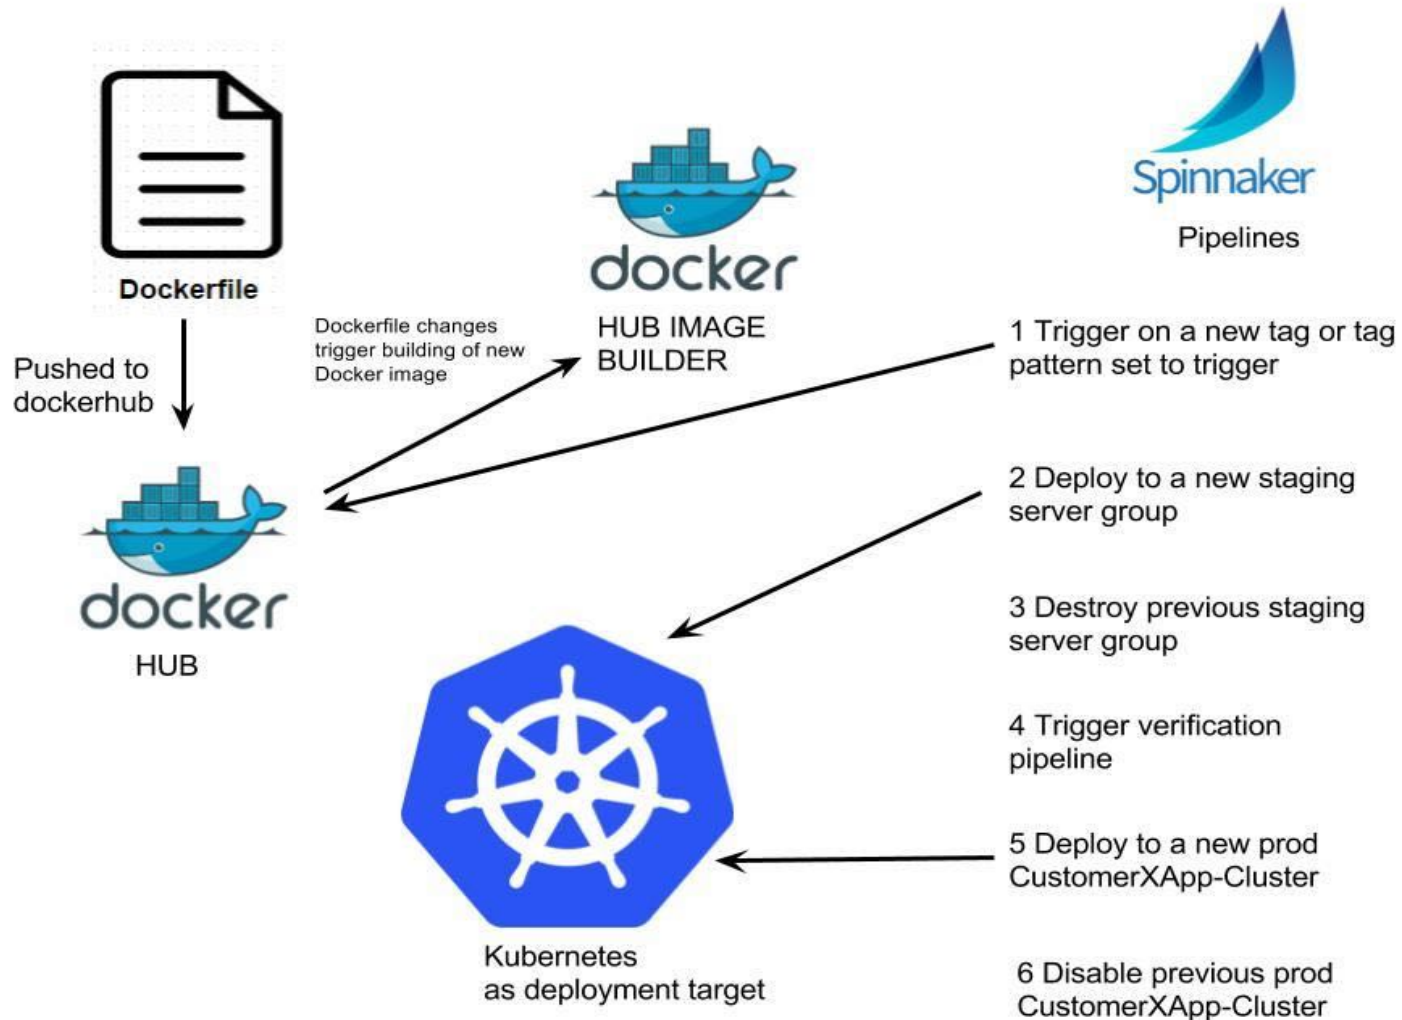 Dockerfile
Pushed to
dockerhub
docker
HUB
Dockerfile changes
trigger building of new
Docker image
docker
HUB IMAGE
BUILDER
Spinnaker
Pipelines
1 Trigger on a new tag or tag
pattern set to trigger
2 Deploy to a new staging
server group
3 Destroy previous staging
server group
4 Trigger verification
pipeline
5 Deploy to a new prod
CustomerXApp-Cluster
6 Disable previous prod
CustomerXApp-Cluster
Kubernetes
as deployment target